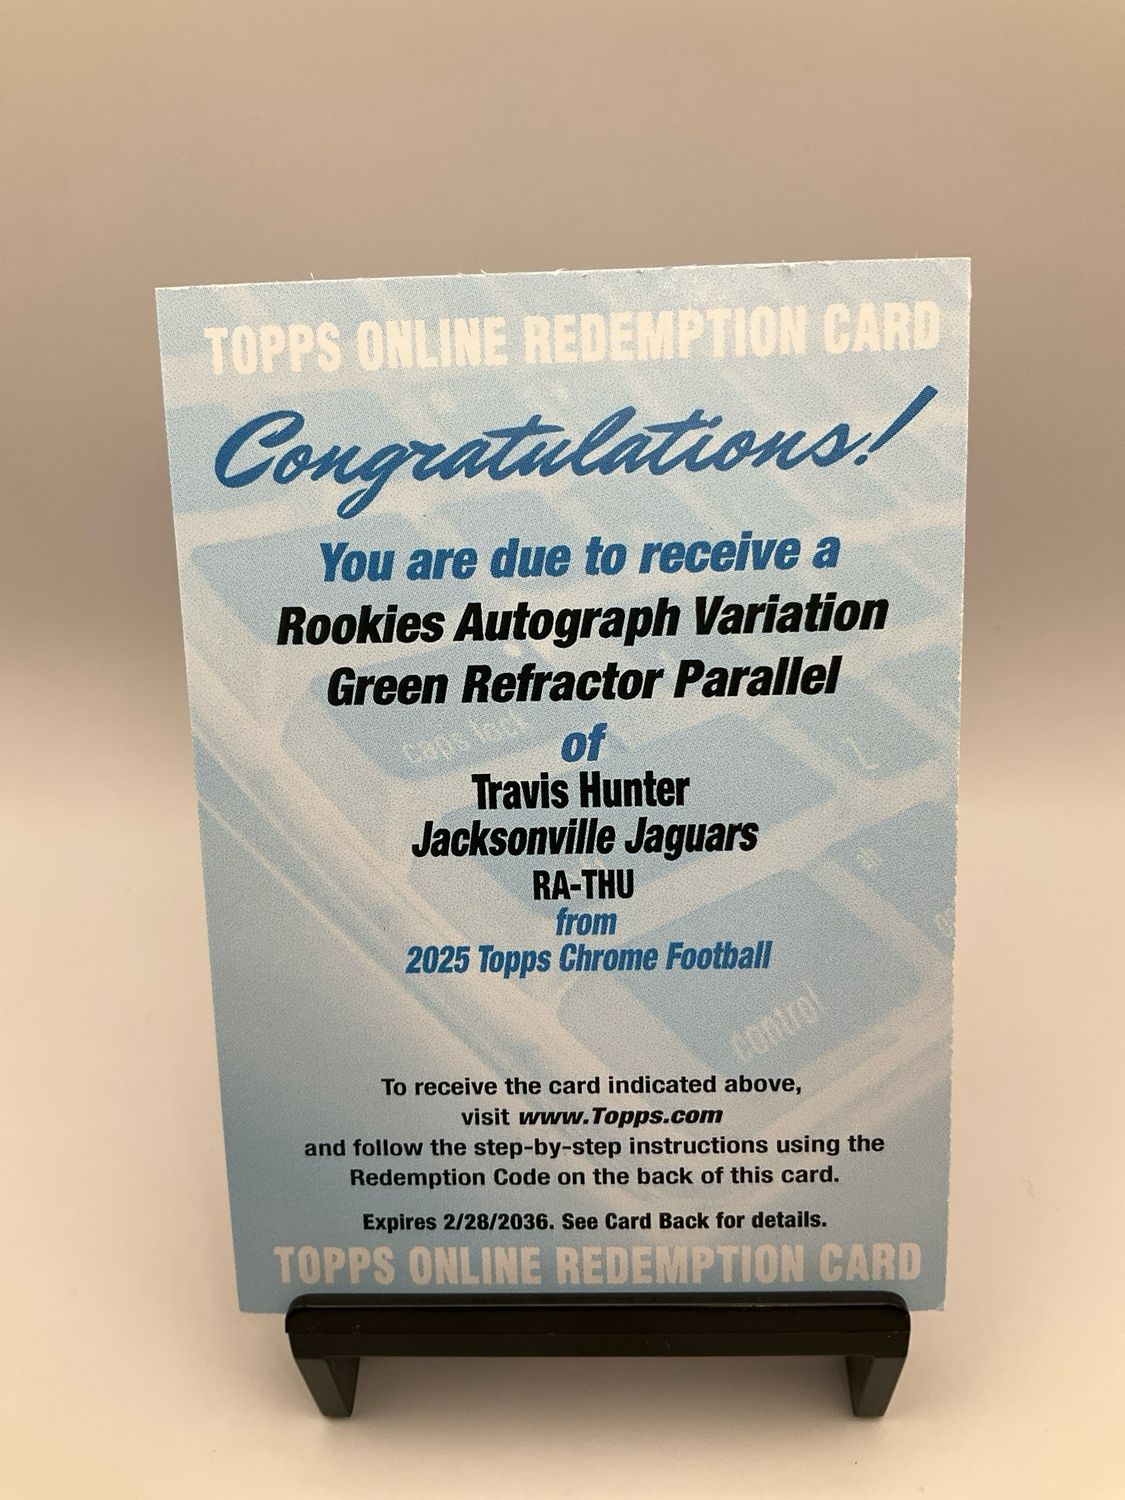 TOPPS ONLINE REDEMPTION CARD
Congratulations!
You are due to receive a
Rookies Autograph Variation
Green Refractor Parallel
of
Travis Hunter
Jacksonville Jaguars
RA-THU
from
2025 Topps Chrome Football
caps lock
Z
control
To receive the card indicated above,
visit www.Topps.com
and follow the step-by-step instructions using the
Redemption Code on the back of this card.
Expires 2/28/2036. See Card Back for details.
TOPPS ONLINE REDEMPTION CARD